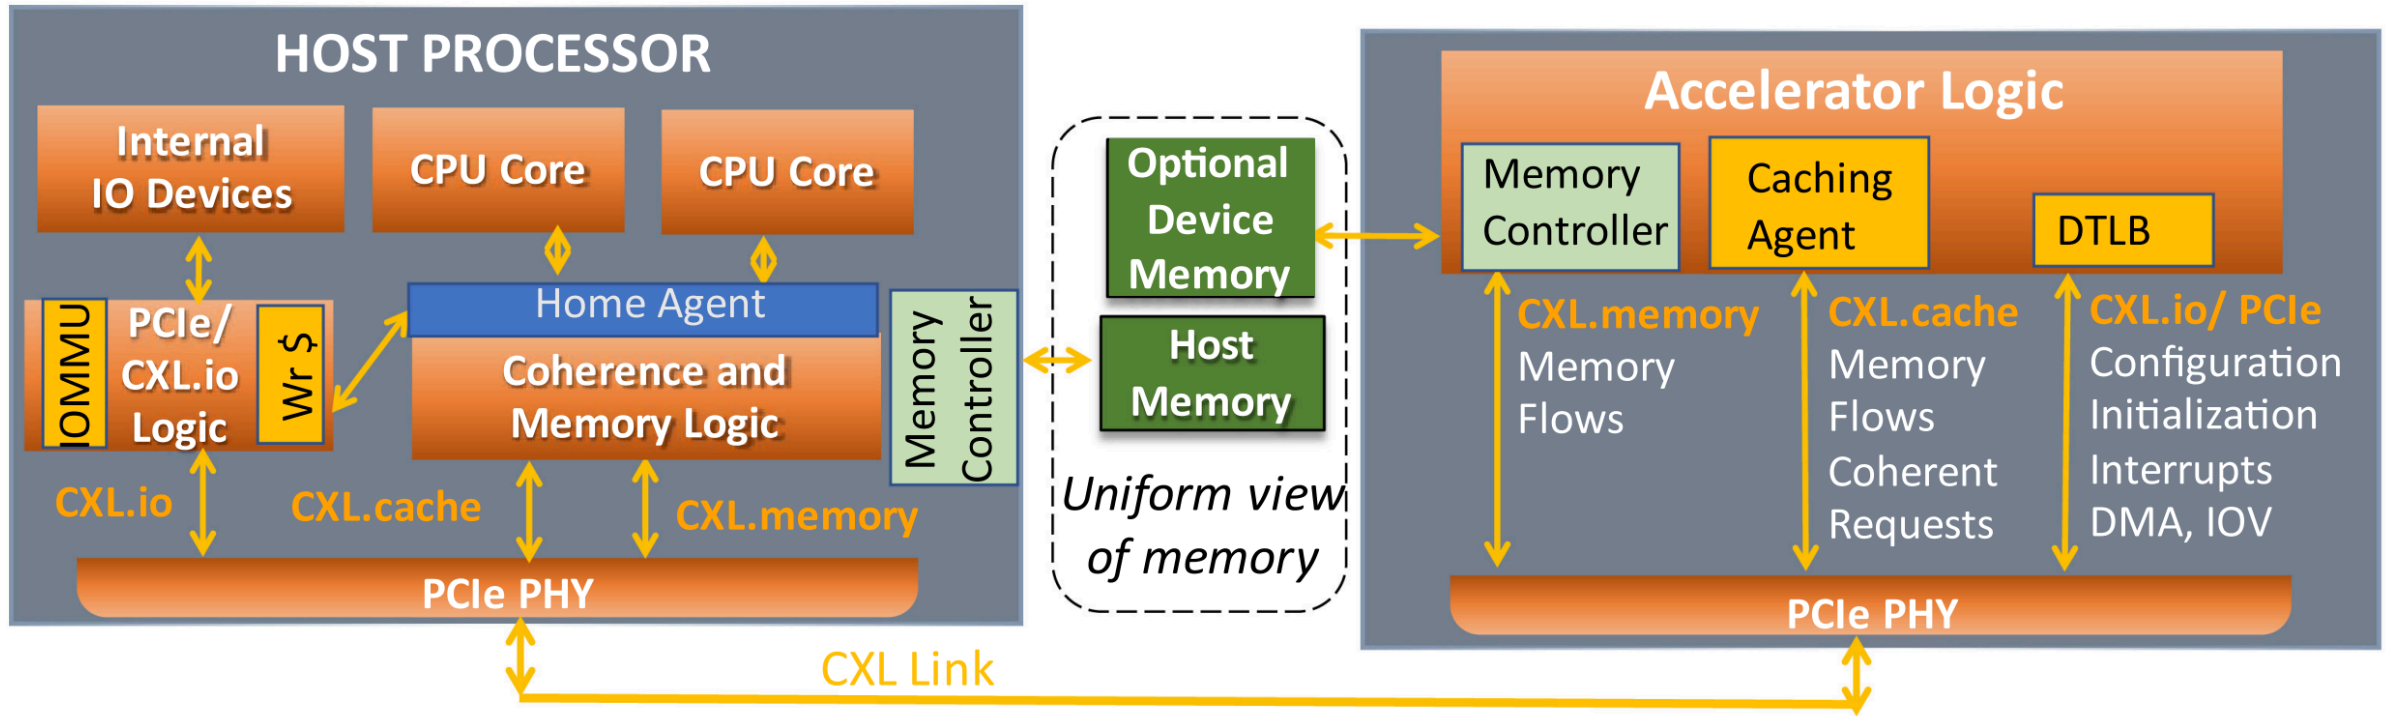 HOST PROCESSOR
Internal
IO Devices
CPU Core
CPU Core
IOMMU
PCIe/
CXL.io
Logic
Wr $
Home Agent
Coherence and
Memory Logic
Memory
Controller
CXL.io
CXL.cache
CXL.memory
PCIe PHY
Optional
Device
Memory
Host
Memory
Uniform view
of memory
Accelerator Logic
Memory
Controller
Caching
Agent
DTLB
CXL.memory
Memory
Flows
CXL.cache
Memory
Flows
Coherent
Requests
CXL.io/ PCIe
Configuration
Initialization
Interrupts
DMA, IOV
PCIe PHY
CXL Link